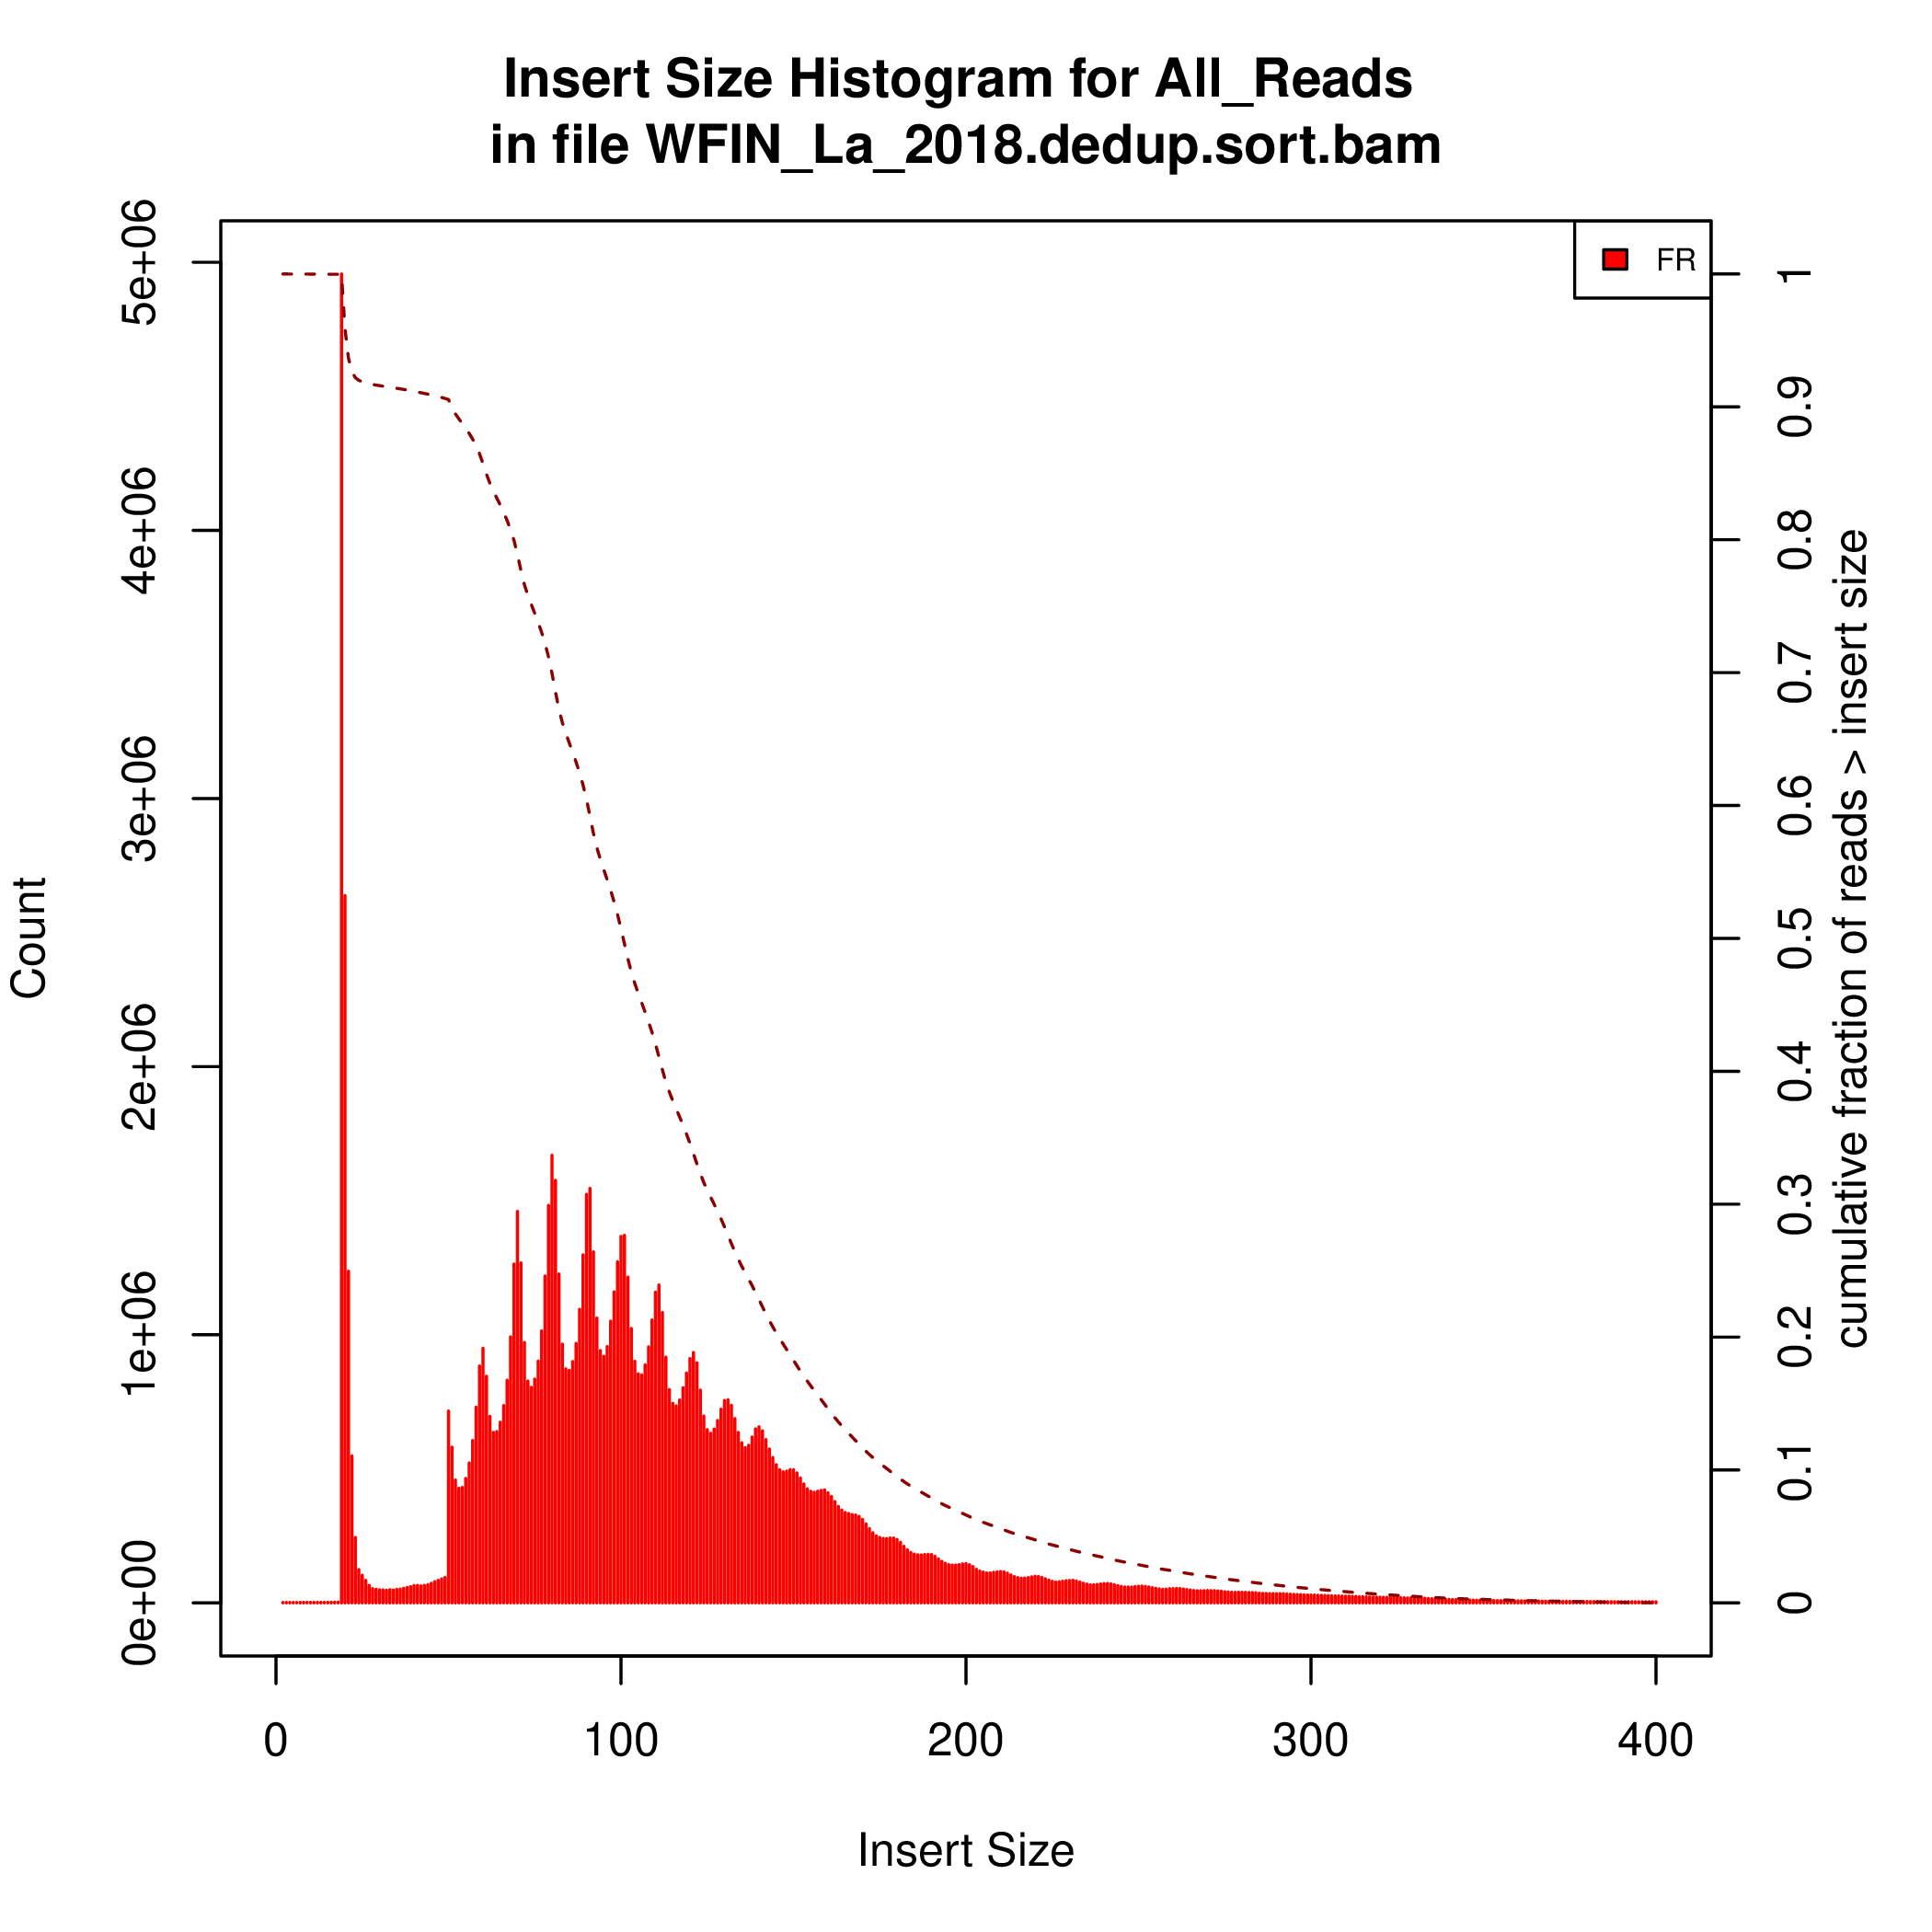 Insert Size Histogram for All_Reads
in file WFIN_La_2018.dedup.sort.bam
FR
Count
0e+00
1e+06
2e+06
3e+06
4e+06
5e+06
cumulative fraction of reads > insert size
0
0.1
0.2
0.3
0.4
0.5
0.6
0.7
0.8
0.9
1
0 100 200 300 400
Insert Size